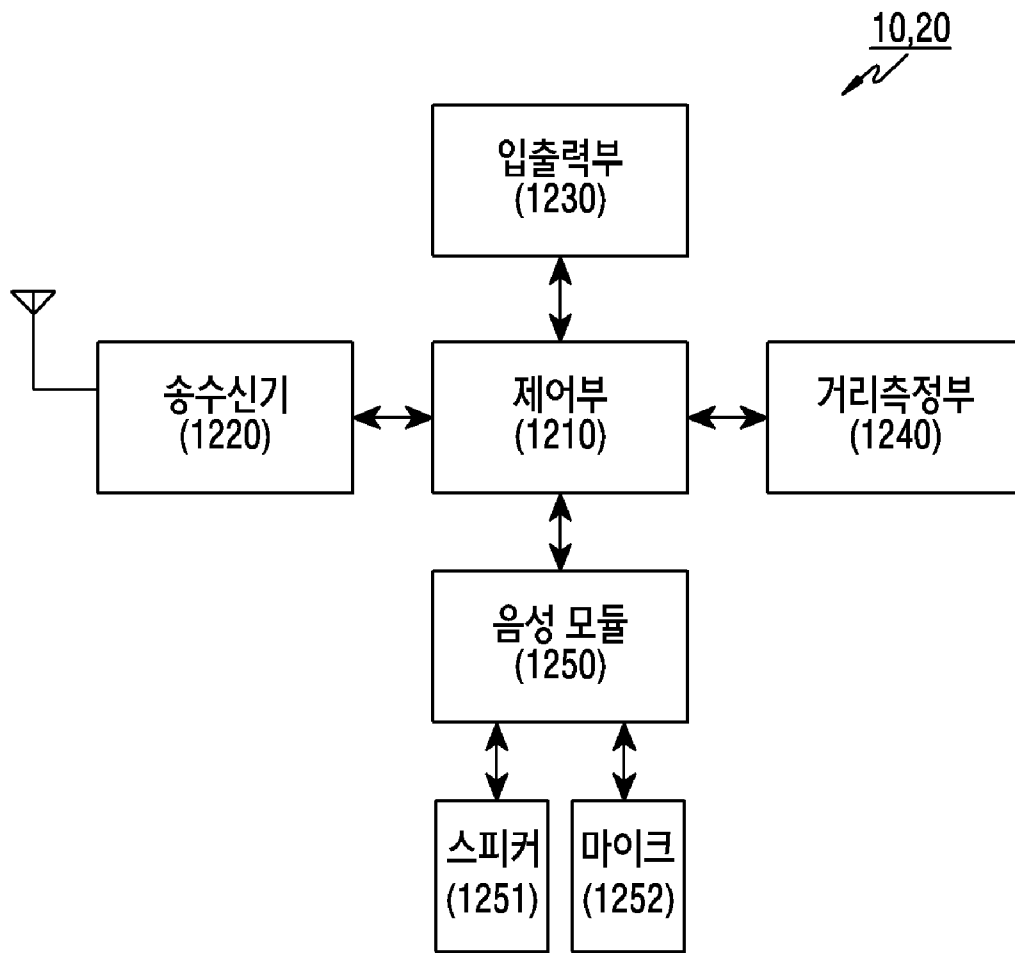 10,20
입출력부
(1230)
송수신기
(1220)
제어부
(1210)
거리측정부
(1240)
음성 모듈
(1250)
스피커
(1251)
마이크
(1252)